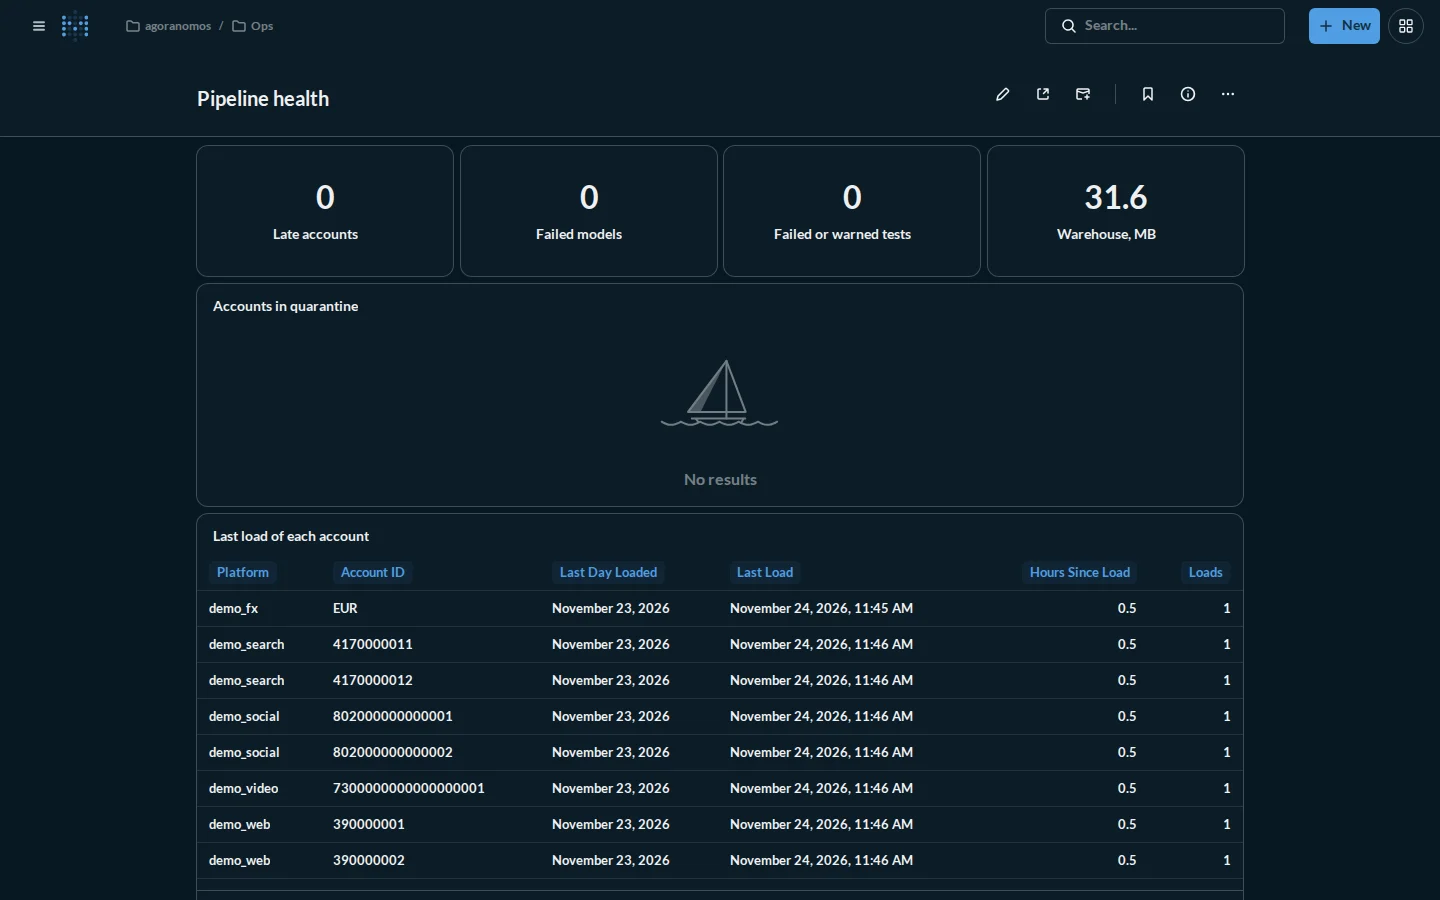 agoranomos / Ops
Search...
New
Pipeline health
0
Late accounts
0
Failed models
0
Failed or warned tests
31.6
Warehouse, MB
Accounts in quarantine
No results
Last load of each account
Platform Account ID Last Day Loaded Last Load Hours Since Load Loads
demo_fx EUR November 23, 2026 November 24, 2026, 11:45 AM 0.5 1
demo_search 4170000011 November 23, 2026 November 24, 2026, 11:46 AM 0.5 1
demo_search 4170000012 November 23, 2026 November 24, 2026, 11:46 AM 0.5 1
demo_social 802000000000001 November 23, 2026 November 24, 2026, 11:46 AM 0.5 1
demo_social 802000000000002 November 23, 2026 November 24, 2026, 11:46 AM 0.5 1
demo_video 7300000000000000001 November 23, 2026 November 24, 2026, 11:46 AM 0.5 1
demo_web 390000001 November 23, 2026 November 24, 2026, 11:46 AM 0.5 1
demo_web 390000002 November 23, 2026 November 24, 2026, 11:46 AM 0.5 1